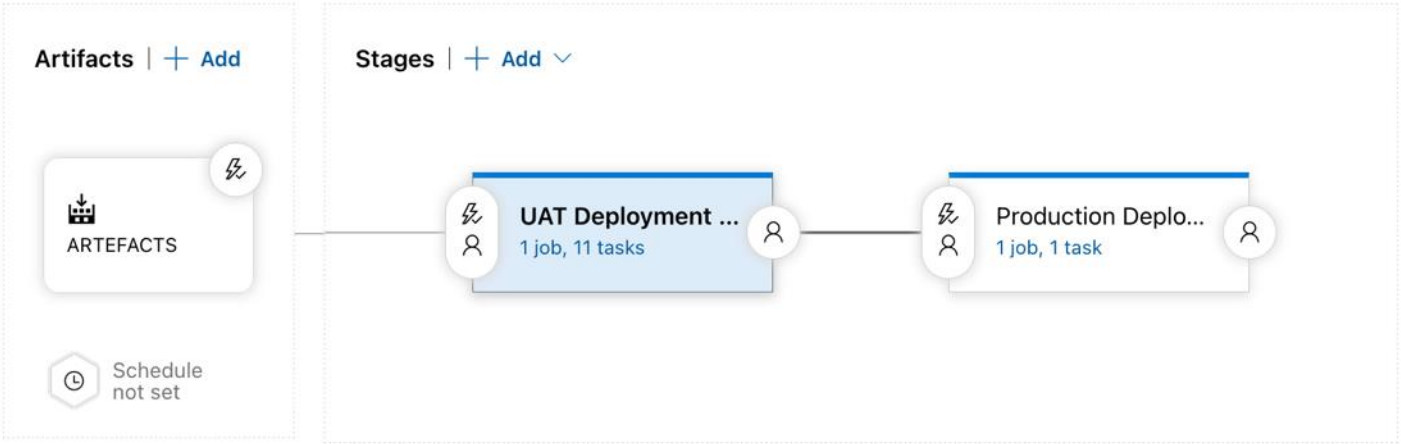 Artifacts | + Add
Stages | + Add
ARTEFACTS
UAT Deployment ...
1 job, 11 tasks
Production Deplo...
1 job, 1 task
Schedule
not set